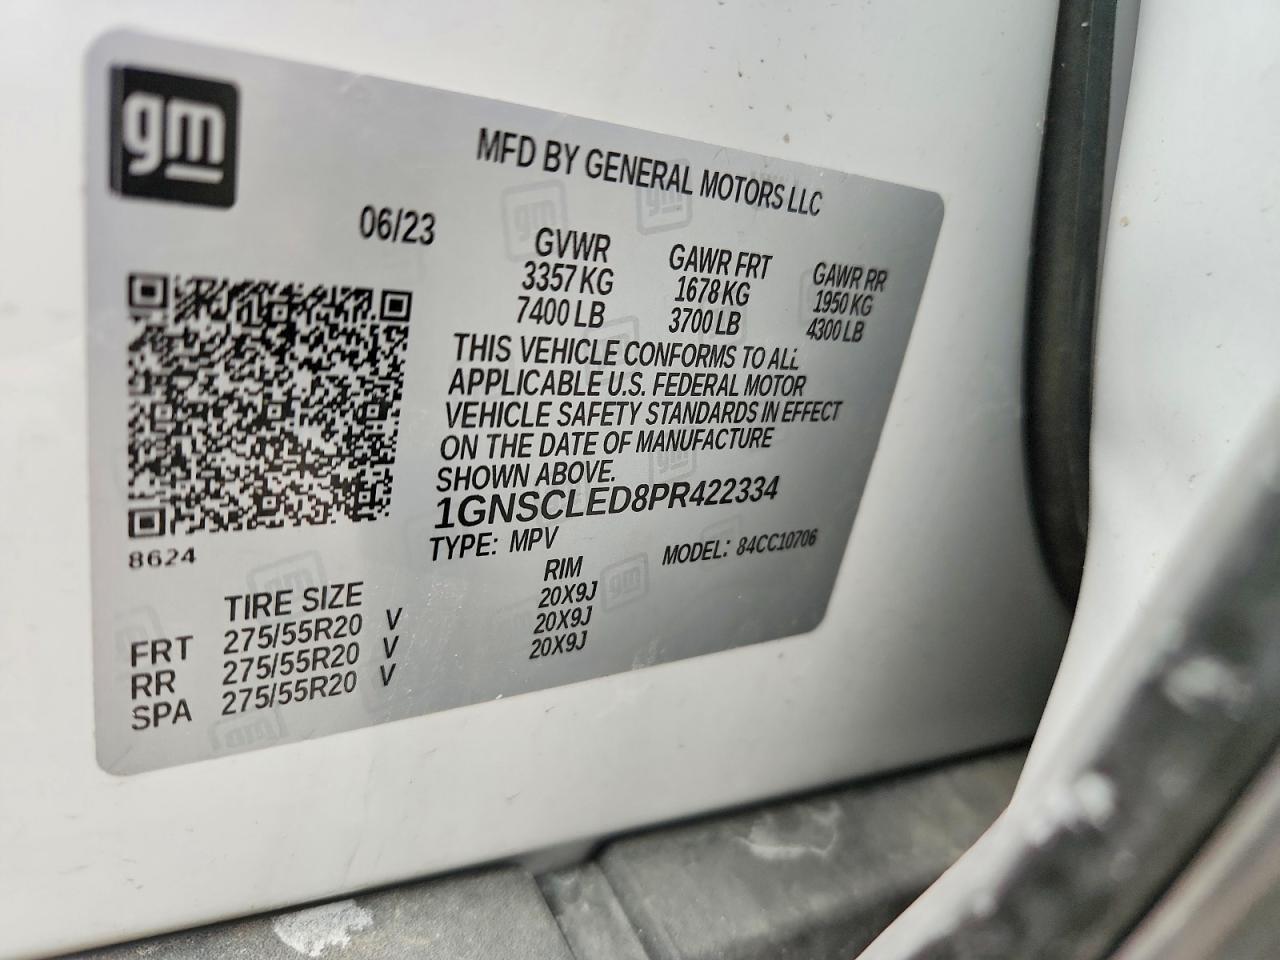 gm
MFD BY GENERAL MOTORS LLC
06/23
GVWR GAWR FRT GAWR RR
3357 KG 1678 KG 1950 KG
7400 LB 3700 LB 4300 LB
THIS VEHICLE CONFORMS TO ALL
APPLICABLE U.S. FEDERAL MOTOR
VEHICLE SAFETY STANDARDS IN EFFECT
ON THE DATE OF MANUFACTURE
SHOWN ABOVE.
1GNSCLED8PR422334
TYPE: MPV MODEL: 84CC10706
8624
TIRE SIZE RIM
FRT 275/55R20 V 20X9J
RR 275/55R20 V 20X9J
SPA 275/55R20 V 20X9J